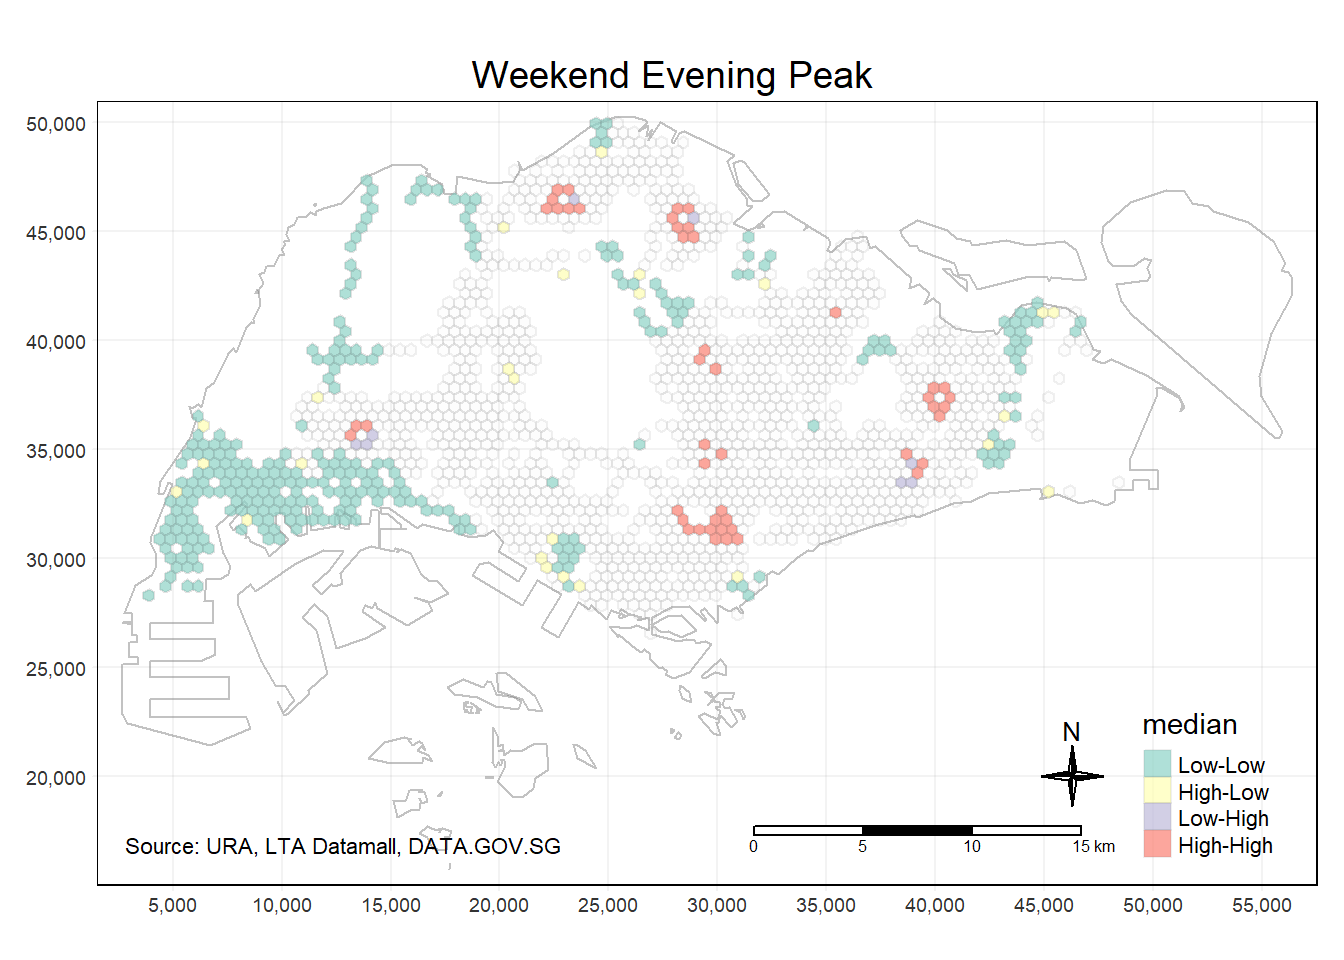 Weekend Evening Peak
50,000
45,000
40,000
35,000
30,000
25,000
20,000
N
median
Low-Low
High-Low
Low-High
High-High
Source: URA, LTA Datamall, DATA.GOV.SG
0 5 10 15 km
5,000 10,000 15,000 20,000 25,000 30,000 35,000 40,000 45,000 50,000 55,000